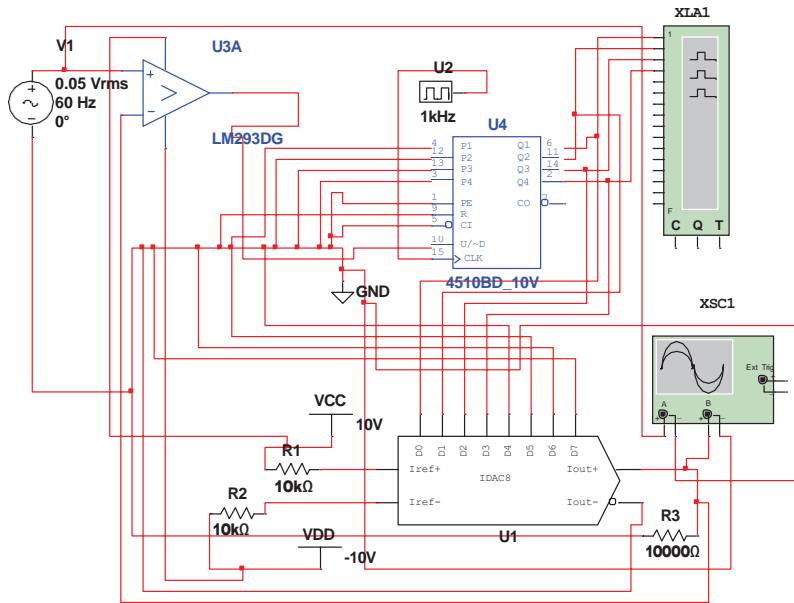 XLA1
V1
U3A
0.05 Vrms
60 Hz
0°
LM293DG
U2
1kHz
U4
4 P1 Q1 6
12 P2 Q2 11
13 P3 Q3 14
3 P4 Q4 2
1 PE CO 7
9 R
5 CI
10 U/~D
15 CLK
4510BD_10V
1
F
C Q T
GND
XSC1
Ext Trig
A B
VCC
10V
R1
10kΩ
R2
10kΩ
VDD
-10V
D0 D1 D2 D3 D4 D5 D6 D7
Iref+ IDAC8 Iout+
Iref- Iout-
U1
R3
10000Ω